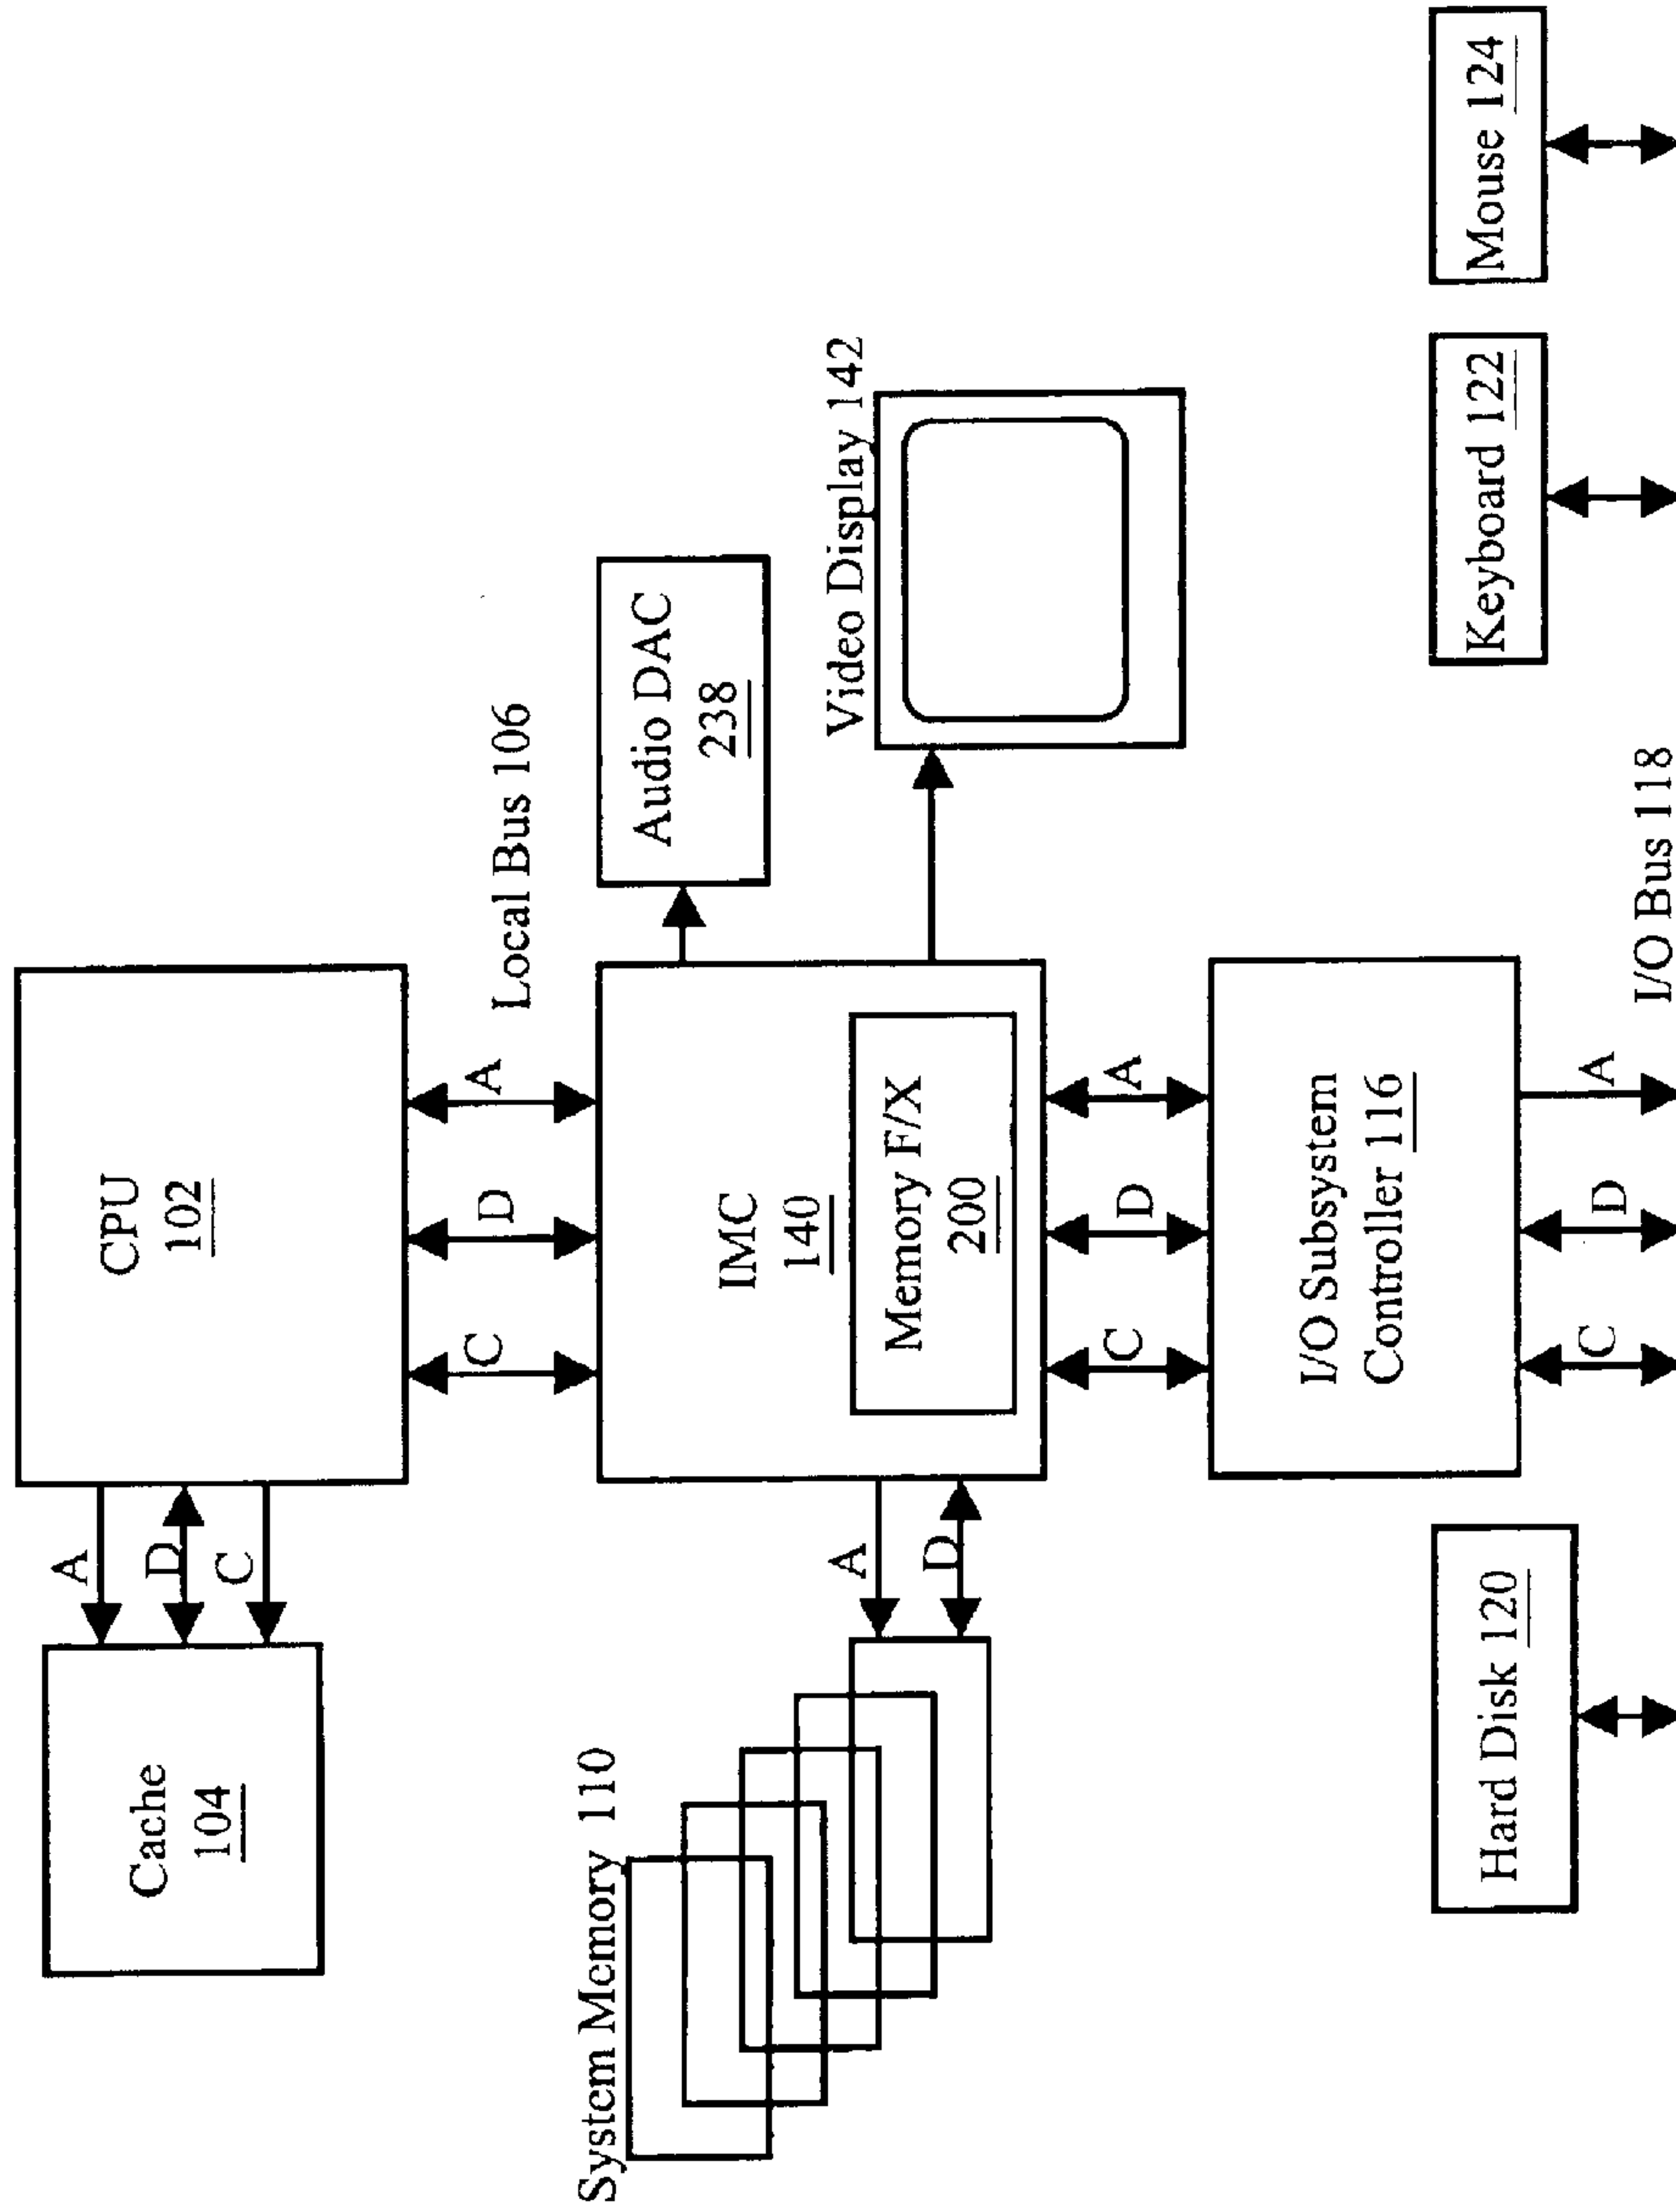 Cache
104
A
D
C
CPU
102
C
D
A
Local Bus 106
System Memory 110
A
D
IMC
140
Memory F/X
200
Audio DAC
238
Video Display 142
C
D
A
I/O Subsystem
Controller 116
Hard Disk 120
Keyboard 122
Mouse 124
C
D
A
I/O Bus 118